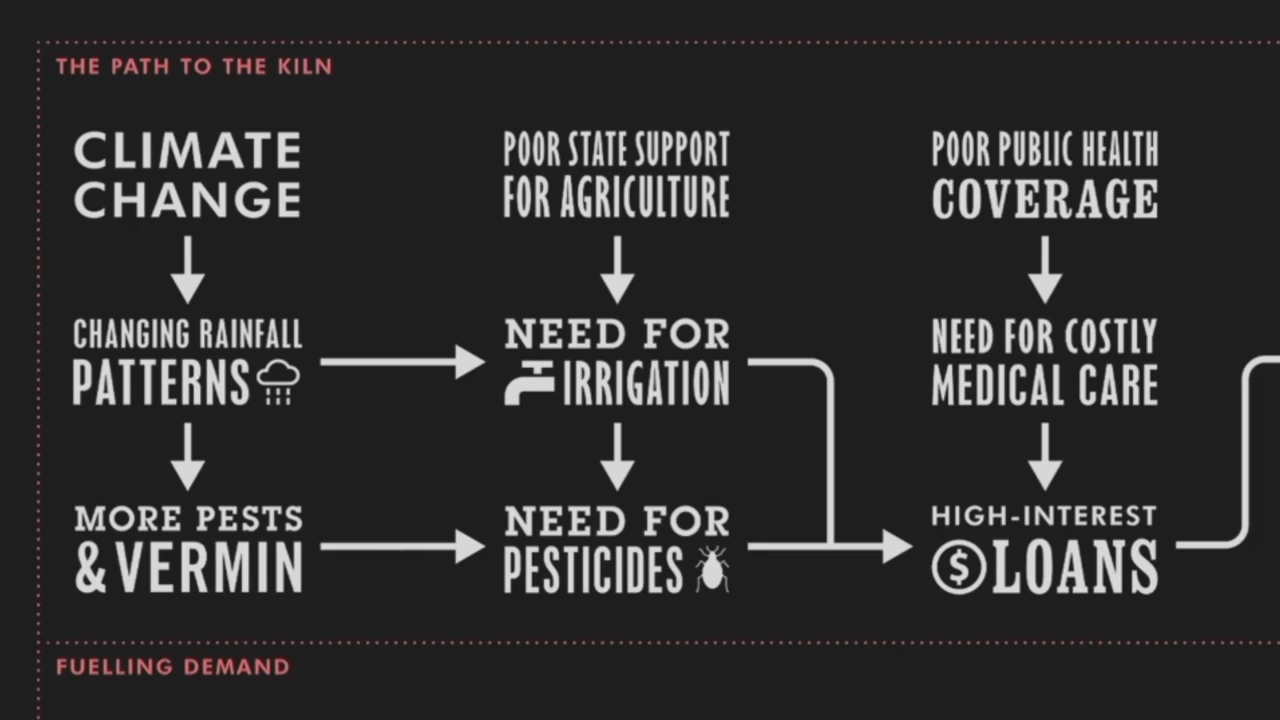 THE PATH TO THE KILN
CLIMATE
CHANGE
POOR STATE SUPPORT
FOR AGRICULTURE
POOR PUBLIC HEALTH
COVERAGE
CHANGING RAINFALL
PATTERNS
NEED FOR
IRRIGATION
NEED FOR COSTLY
MEDICAL CARE
MORE PESTS
& VERMIN
NEED FOR
PESTICIDES
HIGH-INTEREST
$ LOANS
FUELLING DEMAND